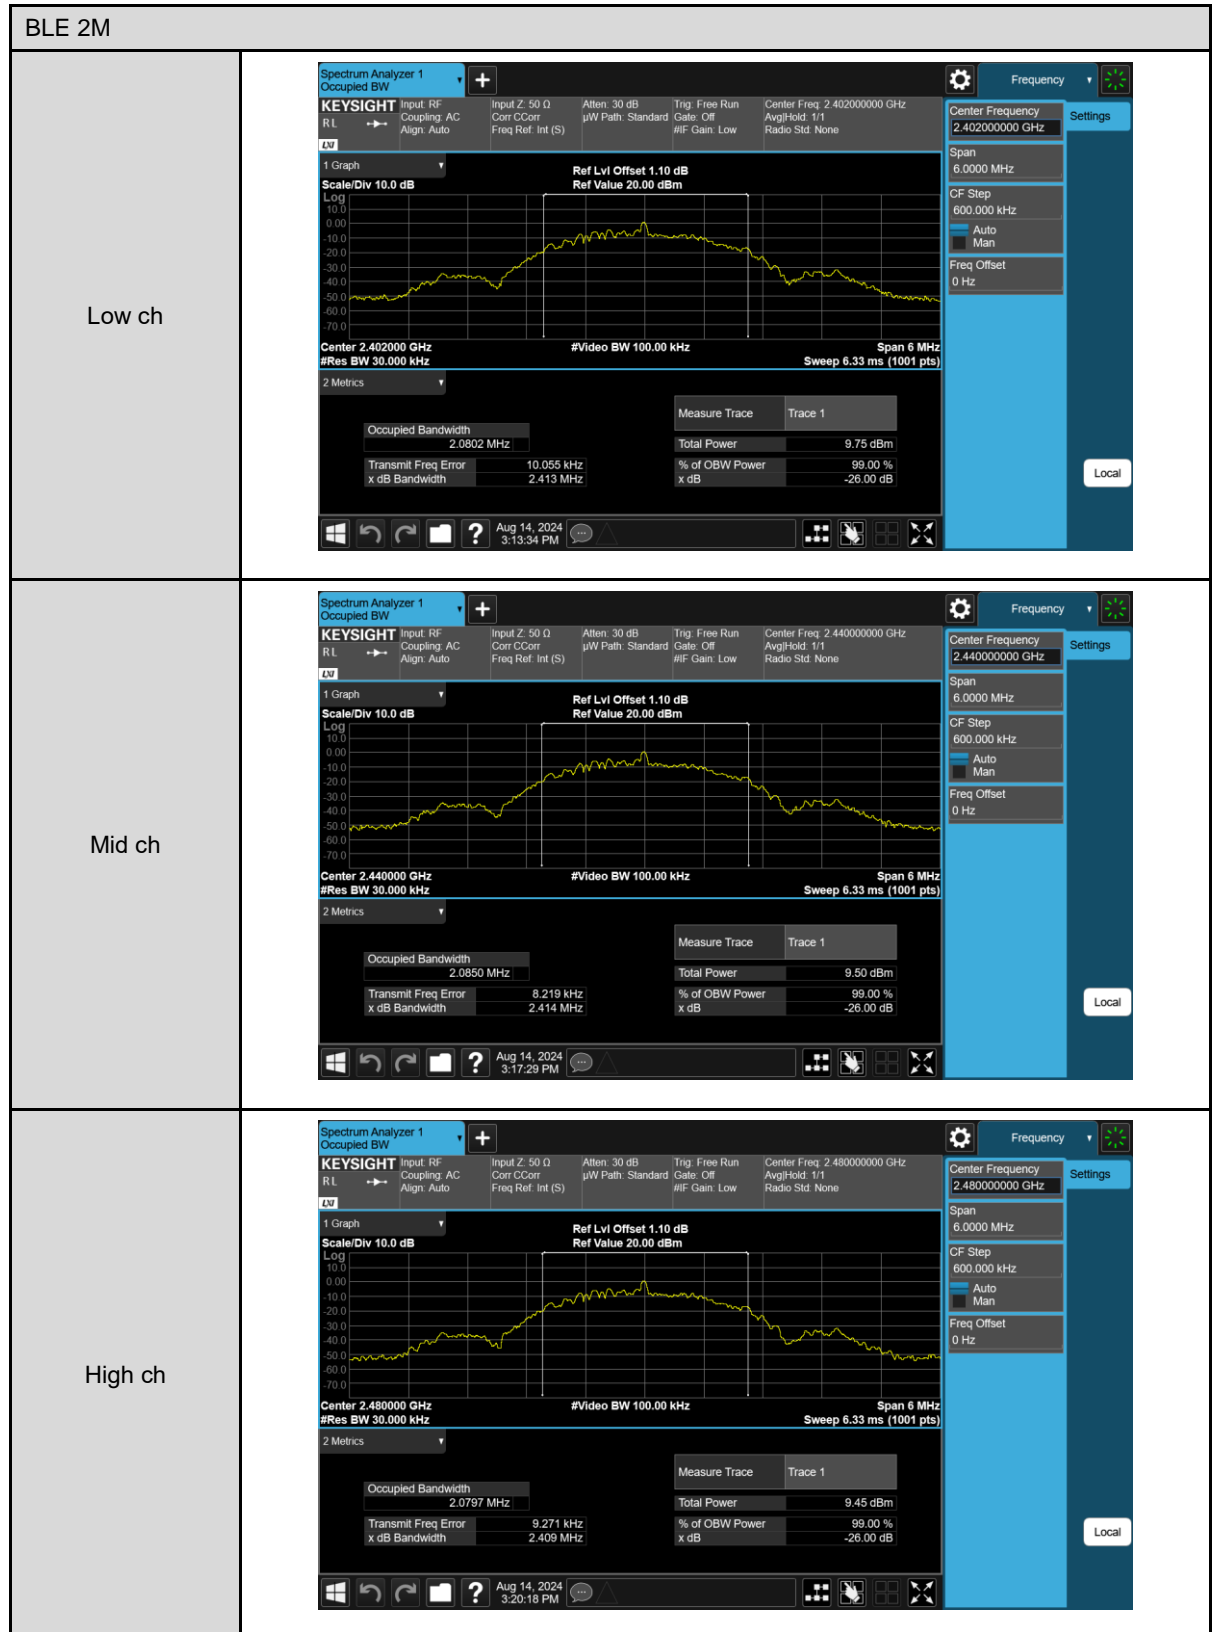 BLE 2M
Low ch
Spectrum Analyzer 1
Occupied BW
Frequency
KEYSIGHT
R L
LXI
Input: RF
Coupling: AC
Align: Auto
Input Z: 50 Ω
Corr CCorr
Freq Ref: Int (S)
Atten: 30 dB
µW Path: Standard
Trig: Free Run
Gate: Off
#IF Gain: Low
Center Freq: 2.402000000 GHz
Avg|Hold: 1/1
Radio Std: None
Center Frequency
2.402000000 GHz
Settings
Span
6.0000 MHz
CF Step
600.000 kHz
Auto
Man
Freq Offset
0 Hz
Local
1 Graph
Scale/Div 10.0 dB
Ref Lvl Offset 1.10 dB
Ref Value 20.00 dBm
Log
10.0
0.00
-10.0
-20.0
-30.0
-40.0
-50.0
-60.0
-70.0
Center 2.402000 GHz
#Res BW 30.000 kHz
#Video BW 100.00 kHz
Span 6 MHz
Sweep 6.33 ms (1001 pts)
2 Metrics
Measure Trace Trace 1
Occupied Bandwidth
2.0802 MHz
Total Power 9.75 dBm
Transmit Freq Error 10.055 kHz
x dB Bandwidth 2.413 MHz
% of OBW Power 99.00 %
x dB -26.00 dB
Aug 14, 2024
3:13:34 PM
Mid ch
Spectrum Analyzer 1
Occupied BW
Frequency
KEYSIGHT
R L
LXI
Input: RF
Coupling: AC
Align: Auto
Input Z: 50 Ω
Corr CCorr
Freq Ref: Int (S)
Atten: 30 dB
µW Path: Standard
Trig: Free Run
Gate: Off
#IF Gain: Low
Center Freq: 2.440000000 GHz
Avg|Hold: 1/1
Radio Std: None
Center Frequency
2.440000000 GHz
Settings
Span
6.0000 MHz
CF Step
600.000 kHz
Auto
Man
Freq Offset
0 Hz
Local
1 Graph
Scale/Div 10.0 dB
Ref Lvl Offset 1.10 dB
Ref Value 20.00 dBm
Log
10.0
0.00
-10.0
-20.0
-30.0
-40.0
-50.0
-60.0
-70.0
Center 2.440000 GHz
#Res BW 30.000 kHz
#Video BW 100.00 kHz
Span 6 MHz
Sweep 6.33 ms (1001 pts)
2 Metrics
Measure Trace Trace 1
Occupied Bandwidth
2.0850 MHz
Total Power 9.50 dBm
Transmit Freq Error 8.219 kHz
x dB Bandwidth 2.414 MHz
% of OBW Power 99.00 %
x dB -26.00 dB
Aug 14, 2024
3:17:29 PM
High ch
Spectrum Analyzer 1
Occupied BW
Frequency
KEYSIGHT
R L
LXI
Input: RF
Coupling: AC
Align: Auto
Input Z: 50 Ω
Corr CCorr
Freq Ref: Int (S)
Atten: 30 dB
µW Path: Standard
Trig: Free Run
Gate: Off
#IF Gain: Low
Center Freq: 2.480000000 GHz
Avg|Hold: 1/1
Radio Std: None
Center Frequency
2.480000000 GHz
Settings
Span
6.0000 MHz
CF Step
600.000 kHz
Auto
Man
Freq Offset
0 Hz
Local
1 Graph
Scale/Div 10.0 dB
Ref Lvl Offset 1.10 dB
Ref Value 20.00 dBm
Log
10.0
0.00
-10.0
-20.0
-30.0
-40.0
-50.0
-60.0
-70.0
Center 2.480000 GHz
#Res BW 30.000 kHz
#Video BW 100.00 kHz
Span 6 MHz
Sweep 6.33 ms (1001 pts)
2 Metrics
Measure Trace Trace 1
Occupied Bandwidth
2.0797 MHz
Total Power 9.45 dBm
Transmit Freq Error 9.271 kHz
x dB Bandwidth 2.409 MHz
% of OBW Power 99.00 %
x dB -26.00 dB
Aug 14, 2024
3:20:18 PM